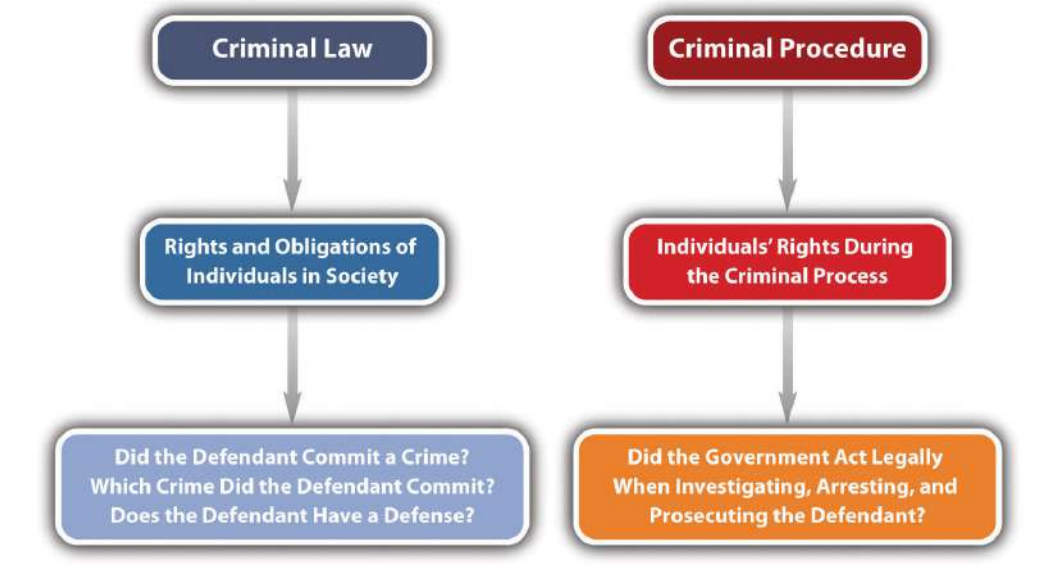 Criminal Law
Rights and Obligations of
Individuals in Society
Did the Defendant Commit a Crime?
Which Crime Did the Defendant Commit?
Does the Defendant Have a Defense?
Criminal Procedure
Individuals' Rights During
the Criminal Process
Did the Government Act Legally
When Investigating, Arresting, and
Prosecuting the Defendant?